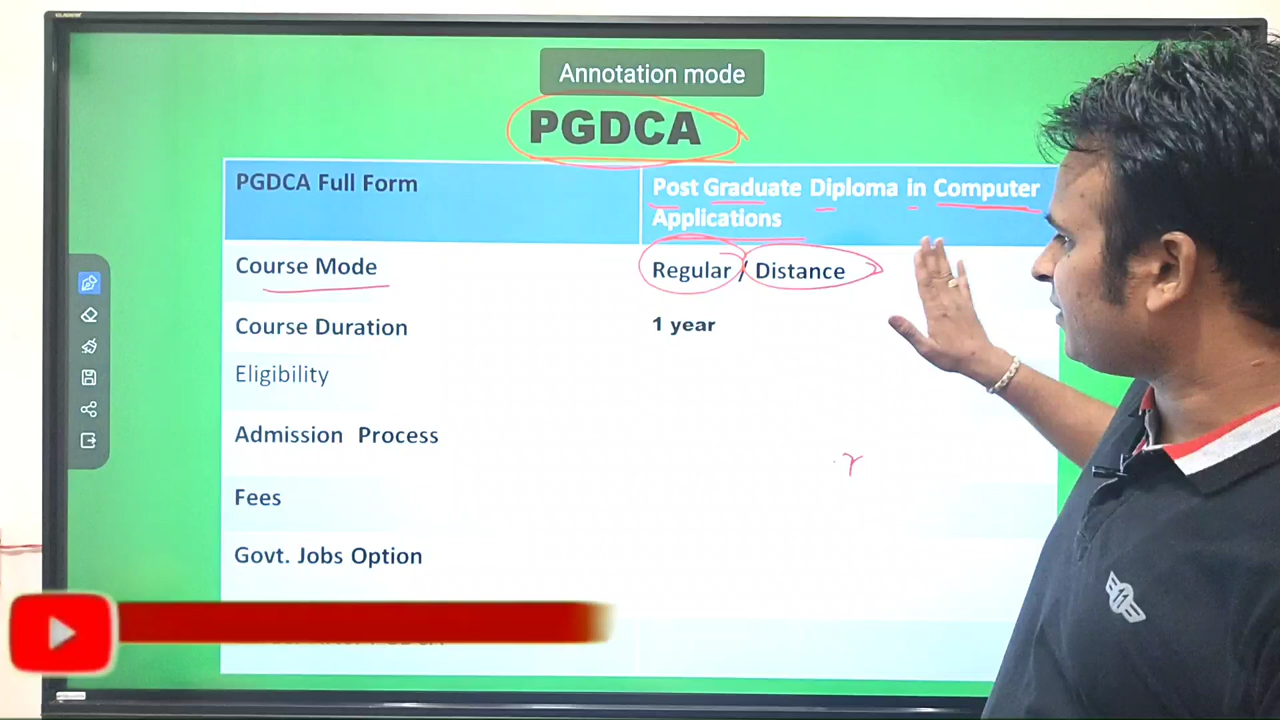 Annotation mode
PGDCA
PGDCA Full Form
Post Graduate Diploma in Computer
Applications
Course Mode
Regular / Distance
Course Duration
1 year
Eligibility
Admission Process
Fees
Govt. Jobs Option
11